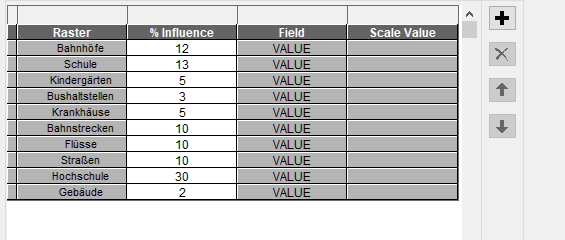 Raster % Influence Field Scale Value
Bahnhöfe 12 VALUE
Schule 13 VALUE
Kindergärten 5 VALUE
Bushaltstellen 3 VALUE
Krankhäuse 5 VALUE
Bahnstrecken 10 VALUE
Flüsse 10 VALUE
Straßen 10 VALUE
Hochschule 30 VALUE
Gebäude 2 VALUE